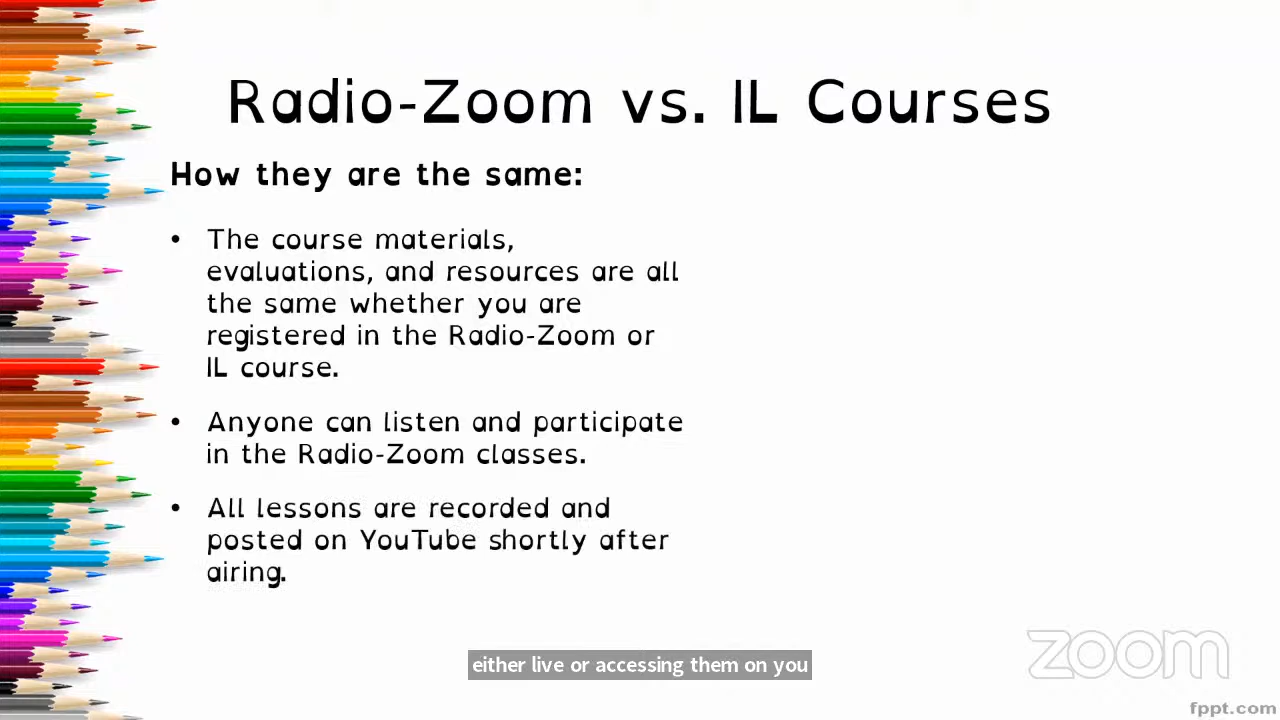 Radio-Zoom vs. IL Courses
How they are the same:
• The course materials,
evaluations, and resources are all
the same whether you are
registered in the Radio-Zoom or
IL course.
• Anyone can listen and participate
in the Radio-Zoom classes.
• All lessons are recorded and
posted on YouTube shortly after
airing.
either live or accessing them on you
zoom
fppt.com